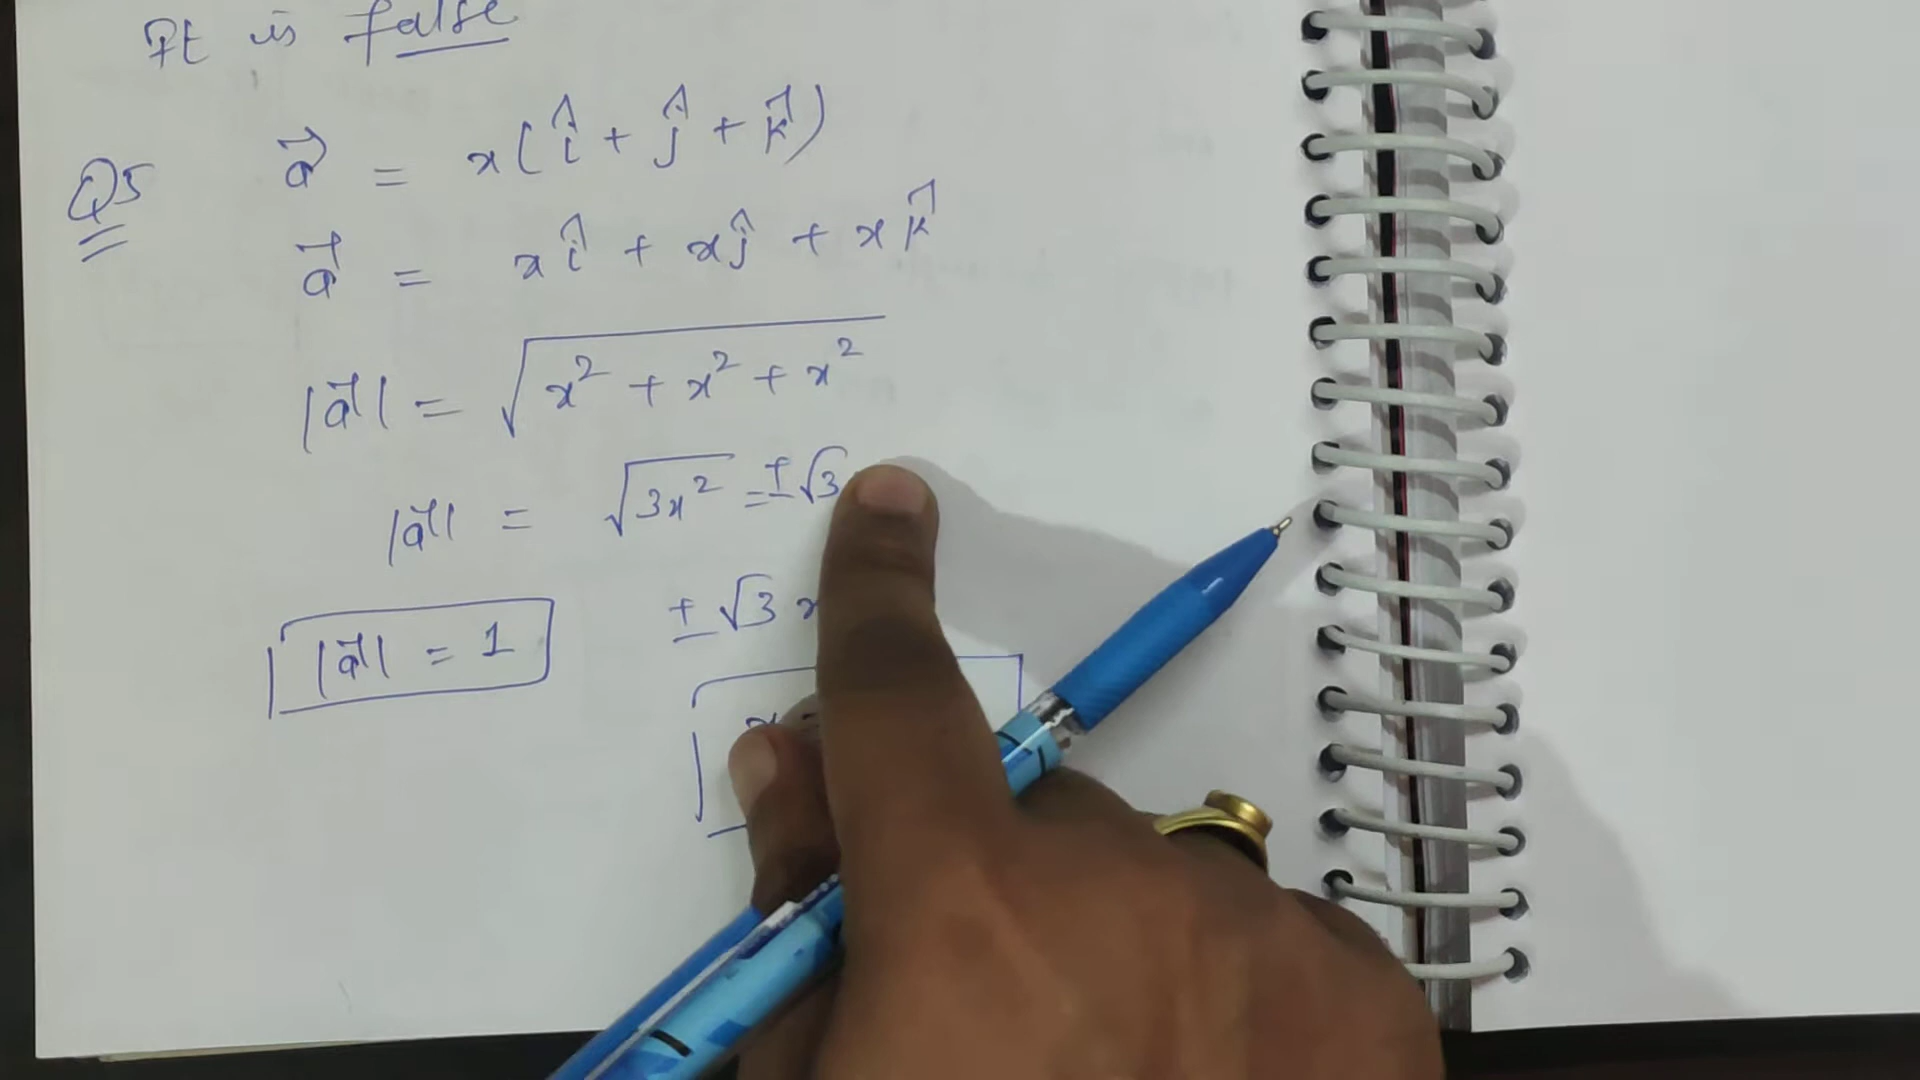 It is false
Q5 a⃗ = x(î + ĵ + k̂)
a⃗ = xî + xĵ + xk̂
|a⃗| = √(x² + x² + x²)
|a⃗| = √(3x²) = ±√3
|a⃗| = 1 ±√3 x
x =